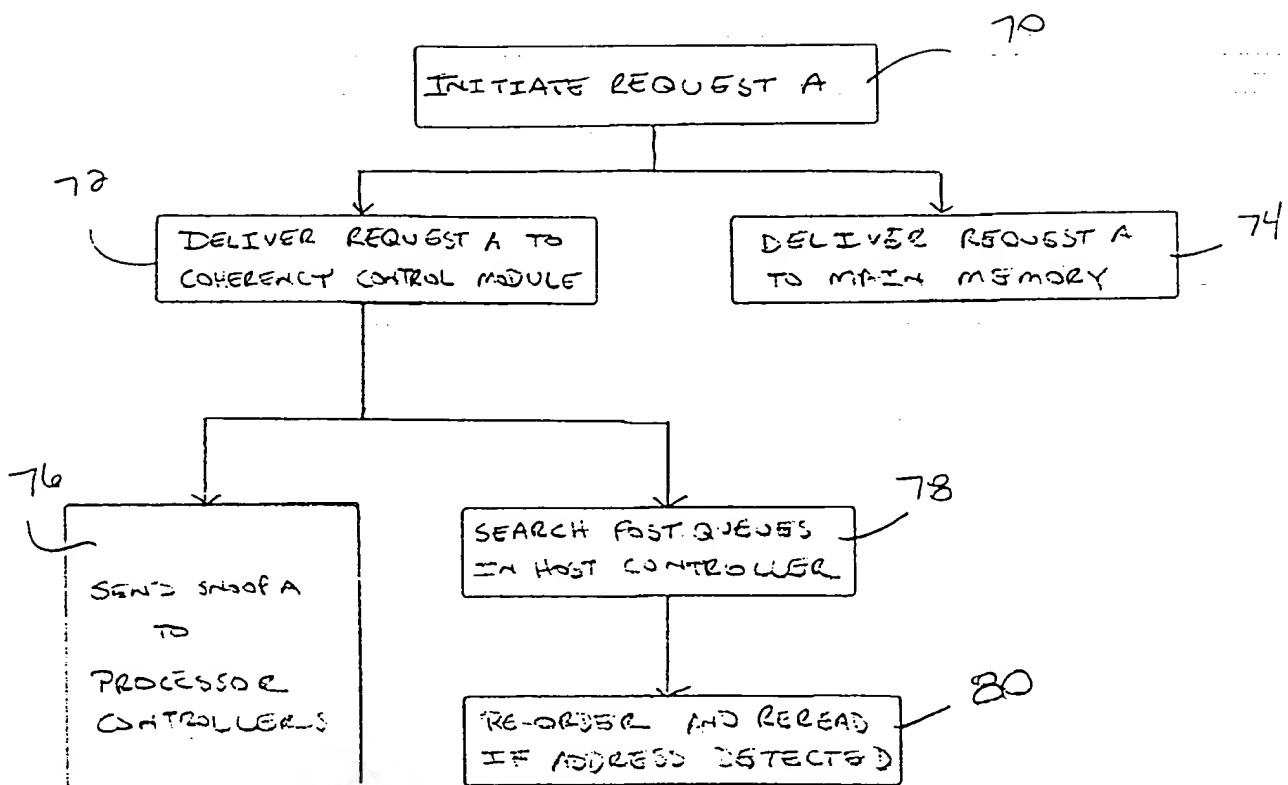 70
INITIATE REQUEST A
72
DELIVER REQUEST A TO
COHERENCY CONTROL MODULE
DELIVER REQUEST A
TO MAIN MEMORY
74
76
SEND SNOOP A
TO
PROCESSOR
CONTROLLERS
SEARCH POST QUEUES
IN HOST CONTROLLER
78
RE-ORDER AND REREAD
IF ADDRESS DETECTED
80